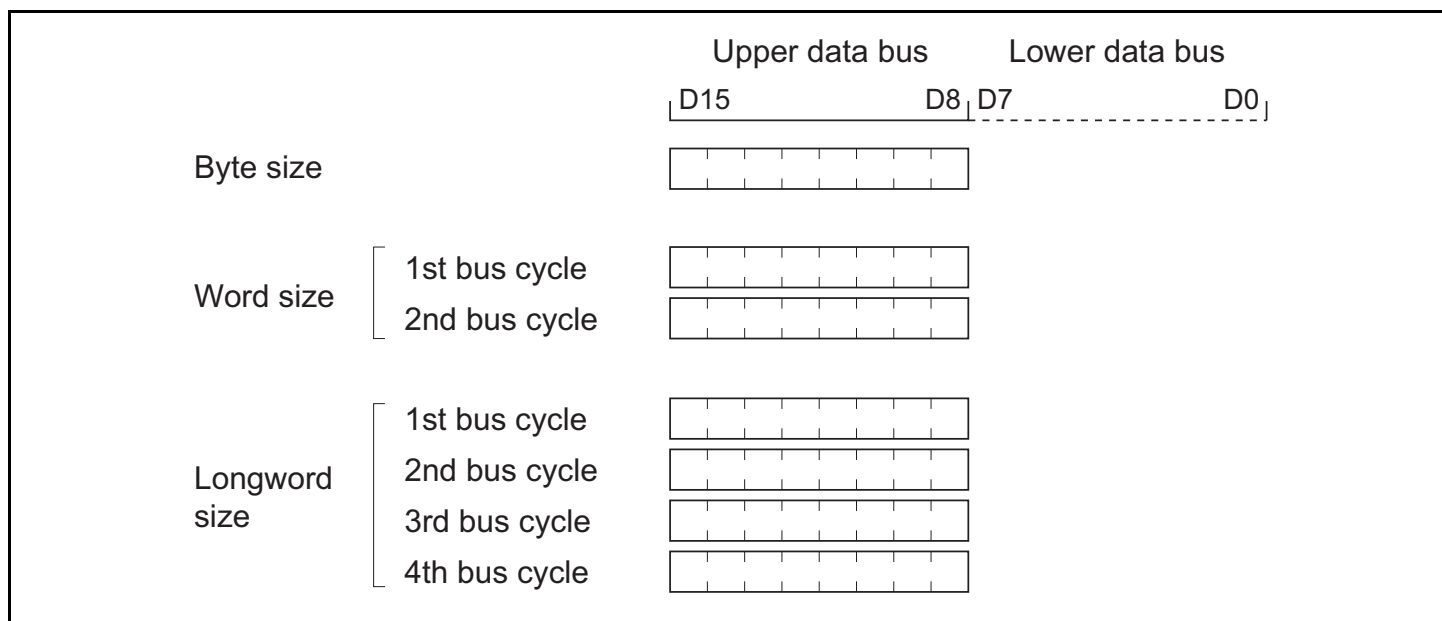 Upper data bus Lower data bus
D15 D8 D7 D0
Byte size
Word size
1st bus cycle
2nd bus cycle
Longword
size
1st bus cycle
2nd bus cycle
3rd bus cycle
4th bus cycle